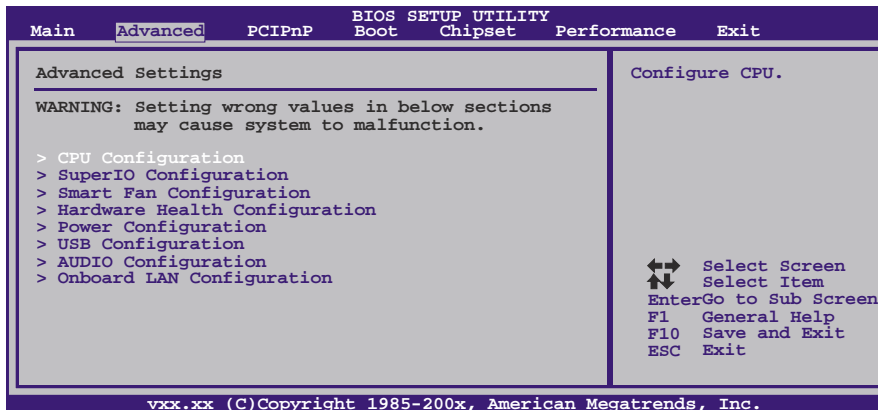 BIOS SETUP UTILITY
Main Advanced PCIPnP Boot Chipset Performance Exit
Advanced Settings
WARNING: Setting wrong values in below sections
may cause system to malfunction.
> CPU Configuration
> SuperIO Configuration
> Smart Fan Configuration
> Hardware Health Configuration
> Power Configuration
> USB Configuration
> AUDIO Configuration
> Onboard LAN Configuration
Configure CPU.
Select Screen
Select Item
EnterGo to Sub Screen
F1 General Help
F10 Save and Exit
ESC Exit
vxx.xx (C)Copyright 1985-200x, American Megatrends, Inc.